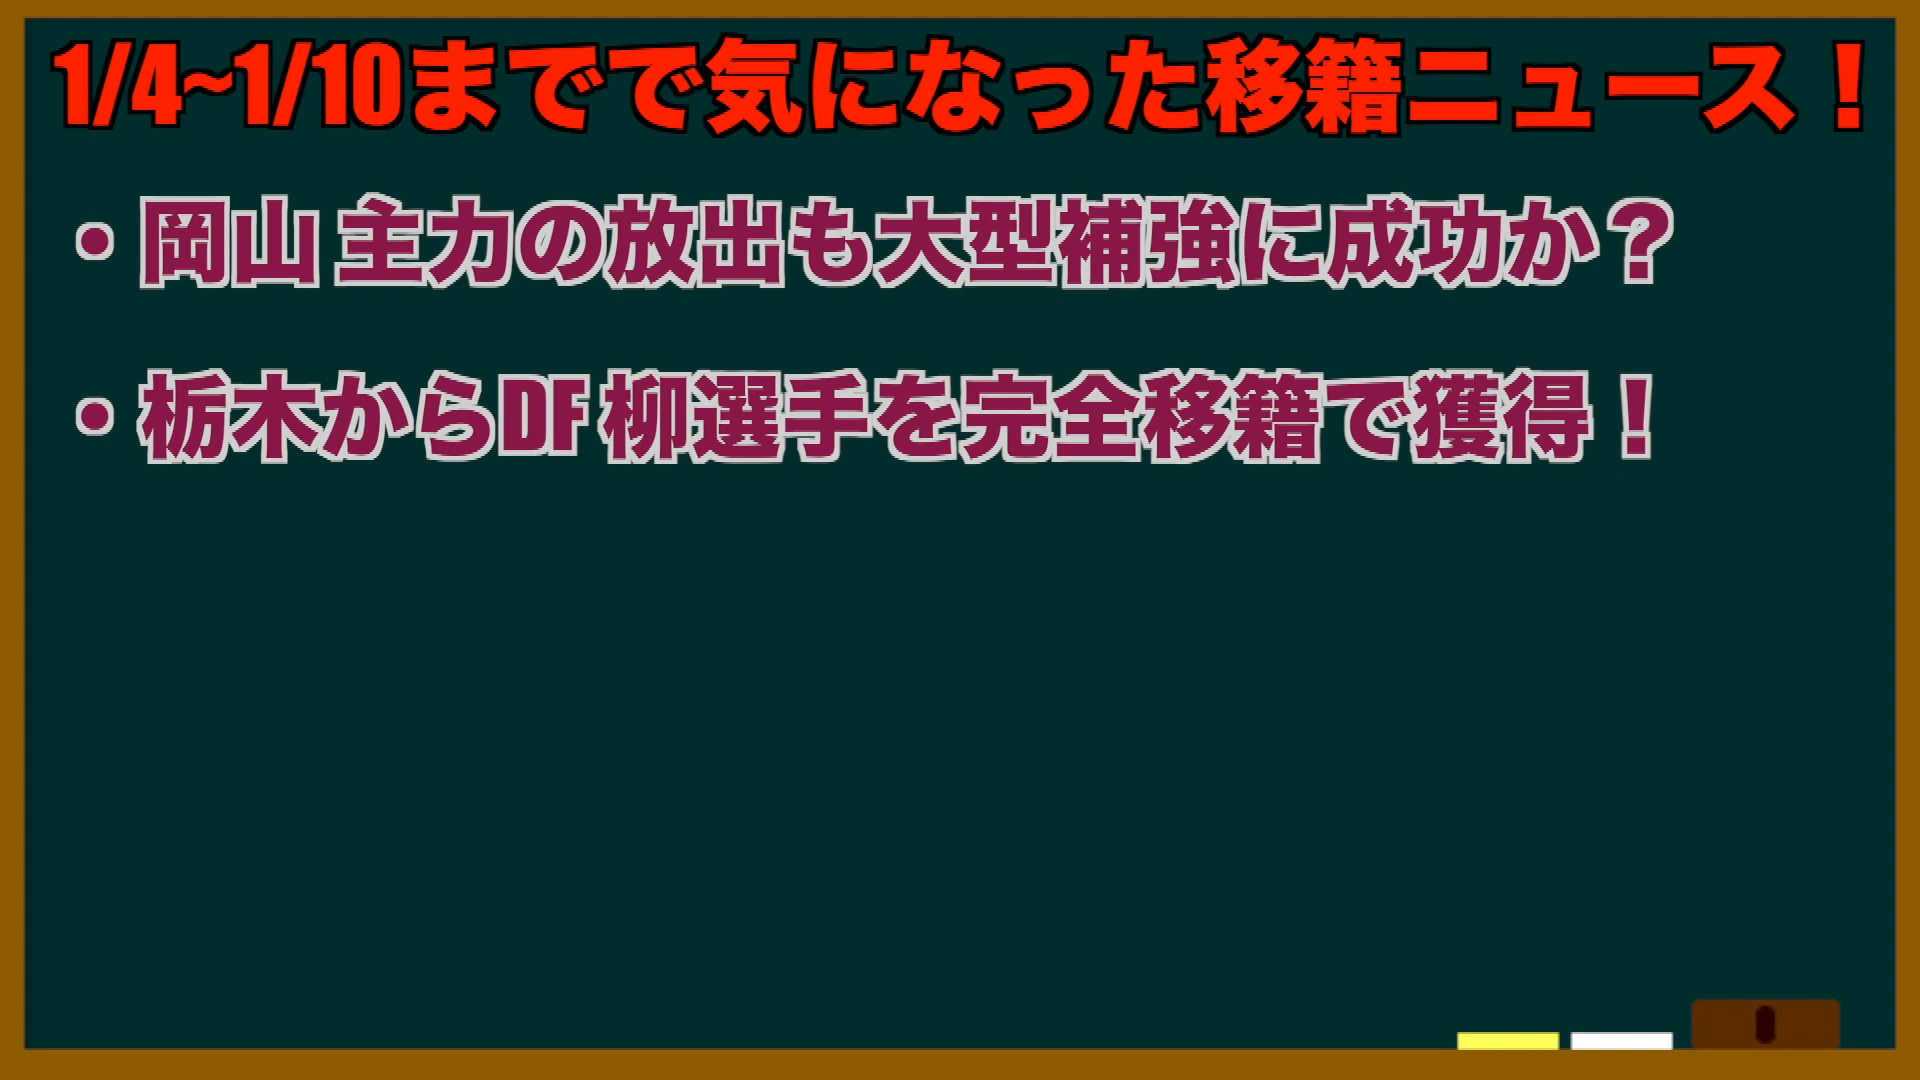 1/4~1/10までで気になった移籍ニュース！
・岡山 主力の放出も大型補強に成功か？
・栃木からDF 柳選手を完全移籍で獲得！